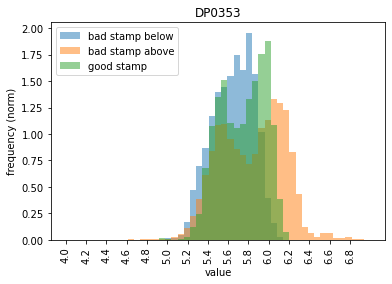 DP0353
bad stamp below
bad stamp above
good stamp
frequency (norm)
2.00
1.75
1.50
1.25
1.00
0.75
0.50
0.25
0.00
4.0 4.2 4.4 4.6 4.8 5.0 5.2 5.4 5.6 5.8 6.0 6.2 6.4 6.6 6.8
value